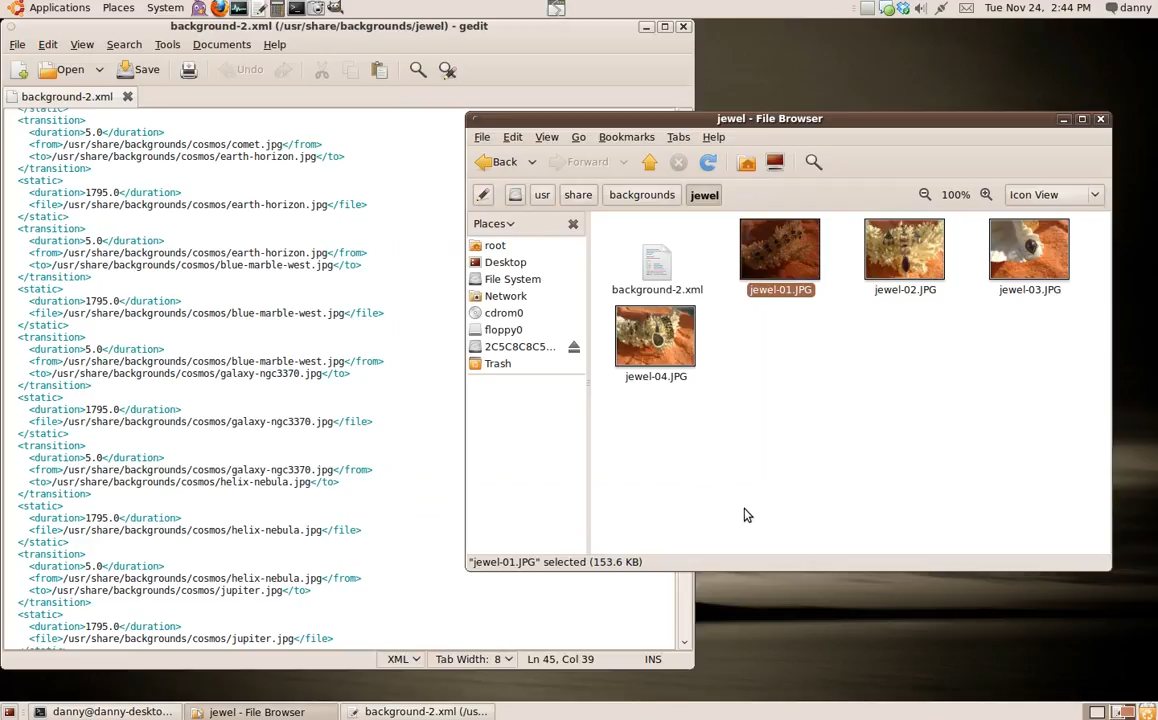 Applications Places System
Tue Nov 24, 2:44 PM danny
background-2.xml (/usr/share/backgrounds/jewel) - gedit
File Edit View Search Tools Documents Help
Open Save Undo
background-2.xml
</static>
<transition>
<duration>5.0</duration>
<from>/usr/share/backgrounds/cosmos/comet.jpg</from>
<to>/usr/share/backgrounds/cosmos/earth-horizon.jpg</to>
</transition>
<static>
<duration>1795.0</duration>
<file>/usr/share/backgrounds/cosmos/earth-horizon.jpg</file>
</static>
<transition>
<duration>5.0</duration>
<from>/usr/share/backgrounds/cosmos/earth-horizon.jpg</from>
<to>/usr/share/backgrounds/cosmos/blue-marble-west.jpg</to>
</transition>
<static>
<duration>1795.0</duration>
<file>/usr/share/backgrounds/cosmos/blue-marble-west.jpg</file>
</static>
<transition>
<duration>5.0</duration>
<from>/usr/share/backgrounds/cosmos/blue-marble-west.jpg</from>
<to>/usr/share/backgrounds/cosmos/galaxy-ngc3370.jpg</to>
</transition>
<static>
<duration>1795.0</duration>
<file>/usr/share/backgrounds/cosmos/galaxy-ngc3370.jpg</file>
</static>
<transition>
<duration>5.0</duration>
<from>/usr/share/backgrounds/cosmos/galaxy-ngc3370.jpg</from>
<to>/usr/share/backgrounds/cosmos/helix-nebula.jpg</to>
</transition>
<static>
<duration>1795.0</duration>
<file>/usr/share/backgrounds/cosmos/helix-nebula.jpg</file>
</static>
<transition>
<duration>5.0</duration>
<from>/usr/share/backgrounds/cosmos/helix-nebula.jpg</from>
<to>/usr/share/backgrounds/cosmos/jupiter.jpg</to>
</transition>
<static>
<duration>1795.0</duration>
<file>/usr/share/backgrounds/cosmos/jupiter.jpg</file>
XML Tab Width: 8 Ln 45, Col 39 INS
jewel - File Browser
File Edit View Go Bookmarks Tabs Help
Back Forward
usr share backgrounds jewel 100% Icon View
Places
root
Desktop
File System
Network
cdrom0
floppy0
2C5C8C8C5...
Trash
background-2.xml jewel-01.JPG jewel-02.JPG jewel-03.JPG
jewel-04.JPG
"jewel-01.JPG" selected (153.6 KB)
danny@danny-deskto... jewel - File Browser background-2.xml (/us...